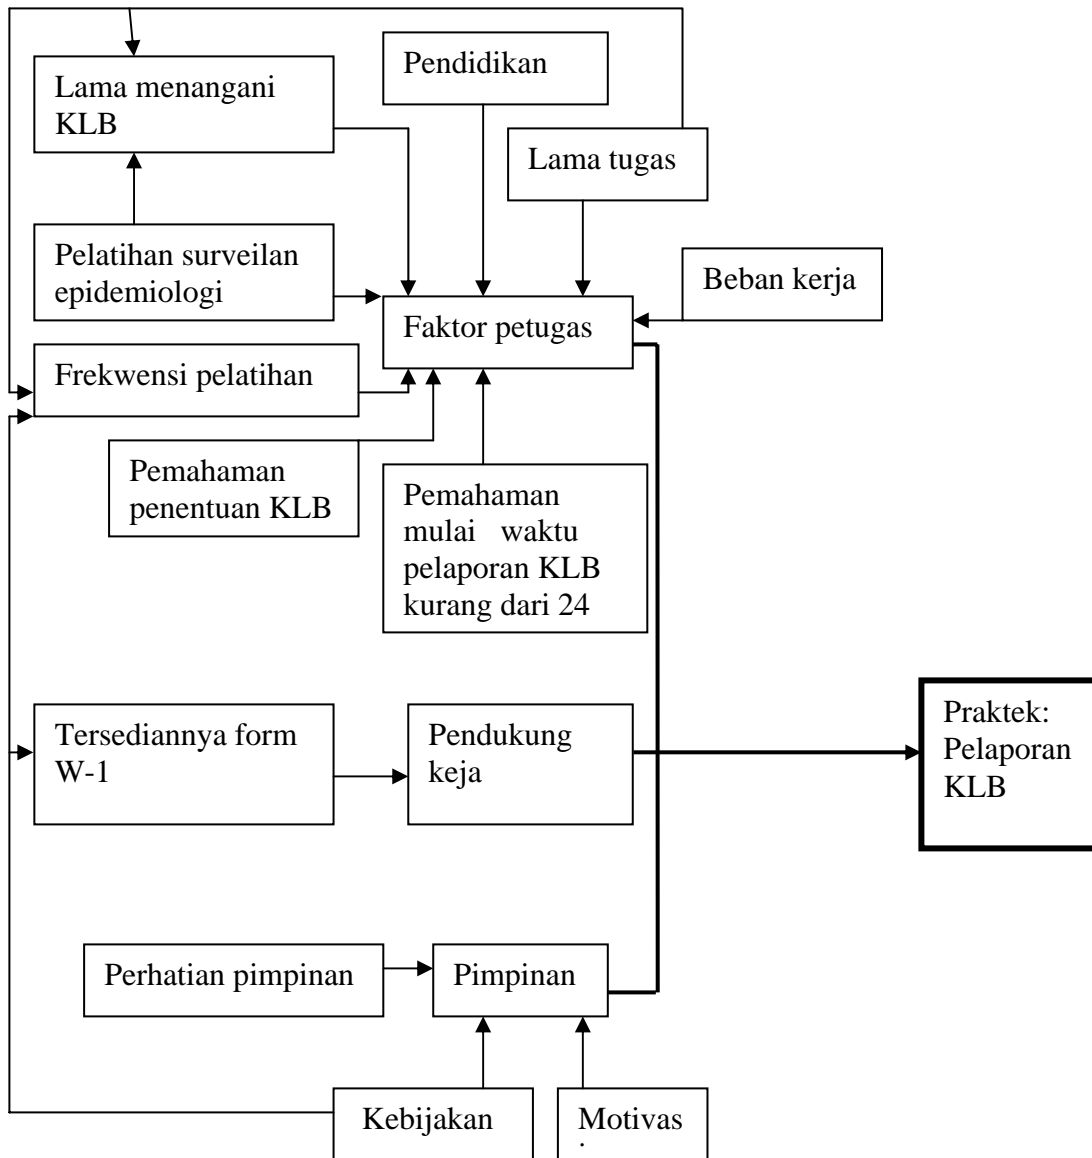 Pendidikan
Lama menangani
KLB
Lama tugas
Pelatihan surveilan
epidemiologi
Beban kerja
Faktor petugas
Frekwensi pelatihan
Pemahaman
penentuan KLB
Pemahaman
mulai waktu
pelaporan KLB
kurang dari 24
Tersediannya form
W-1
Pendukung
keja
Praktek:
Pelaporan
KLB
Perhatian pimpinan
Pimpinan
Kebijakan
Motivas